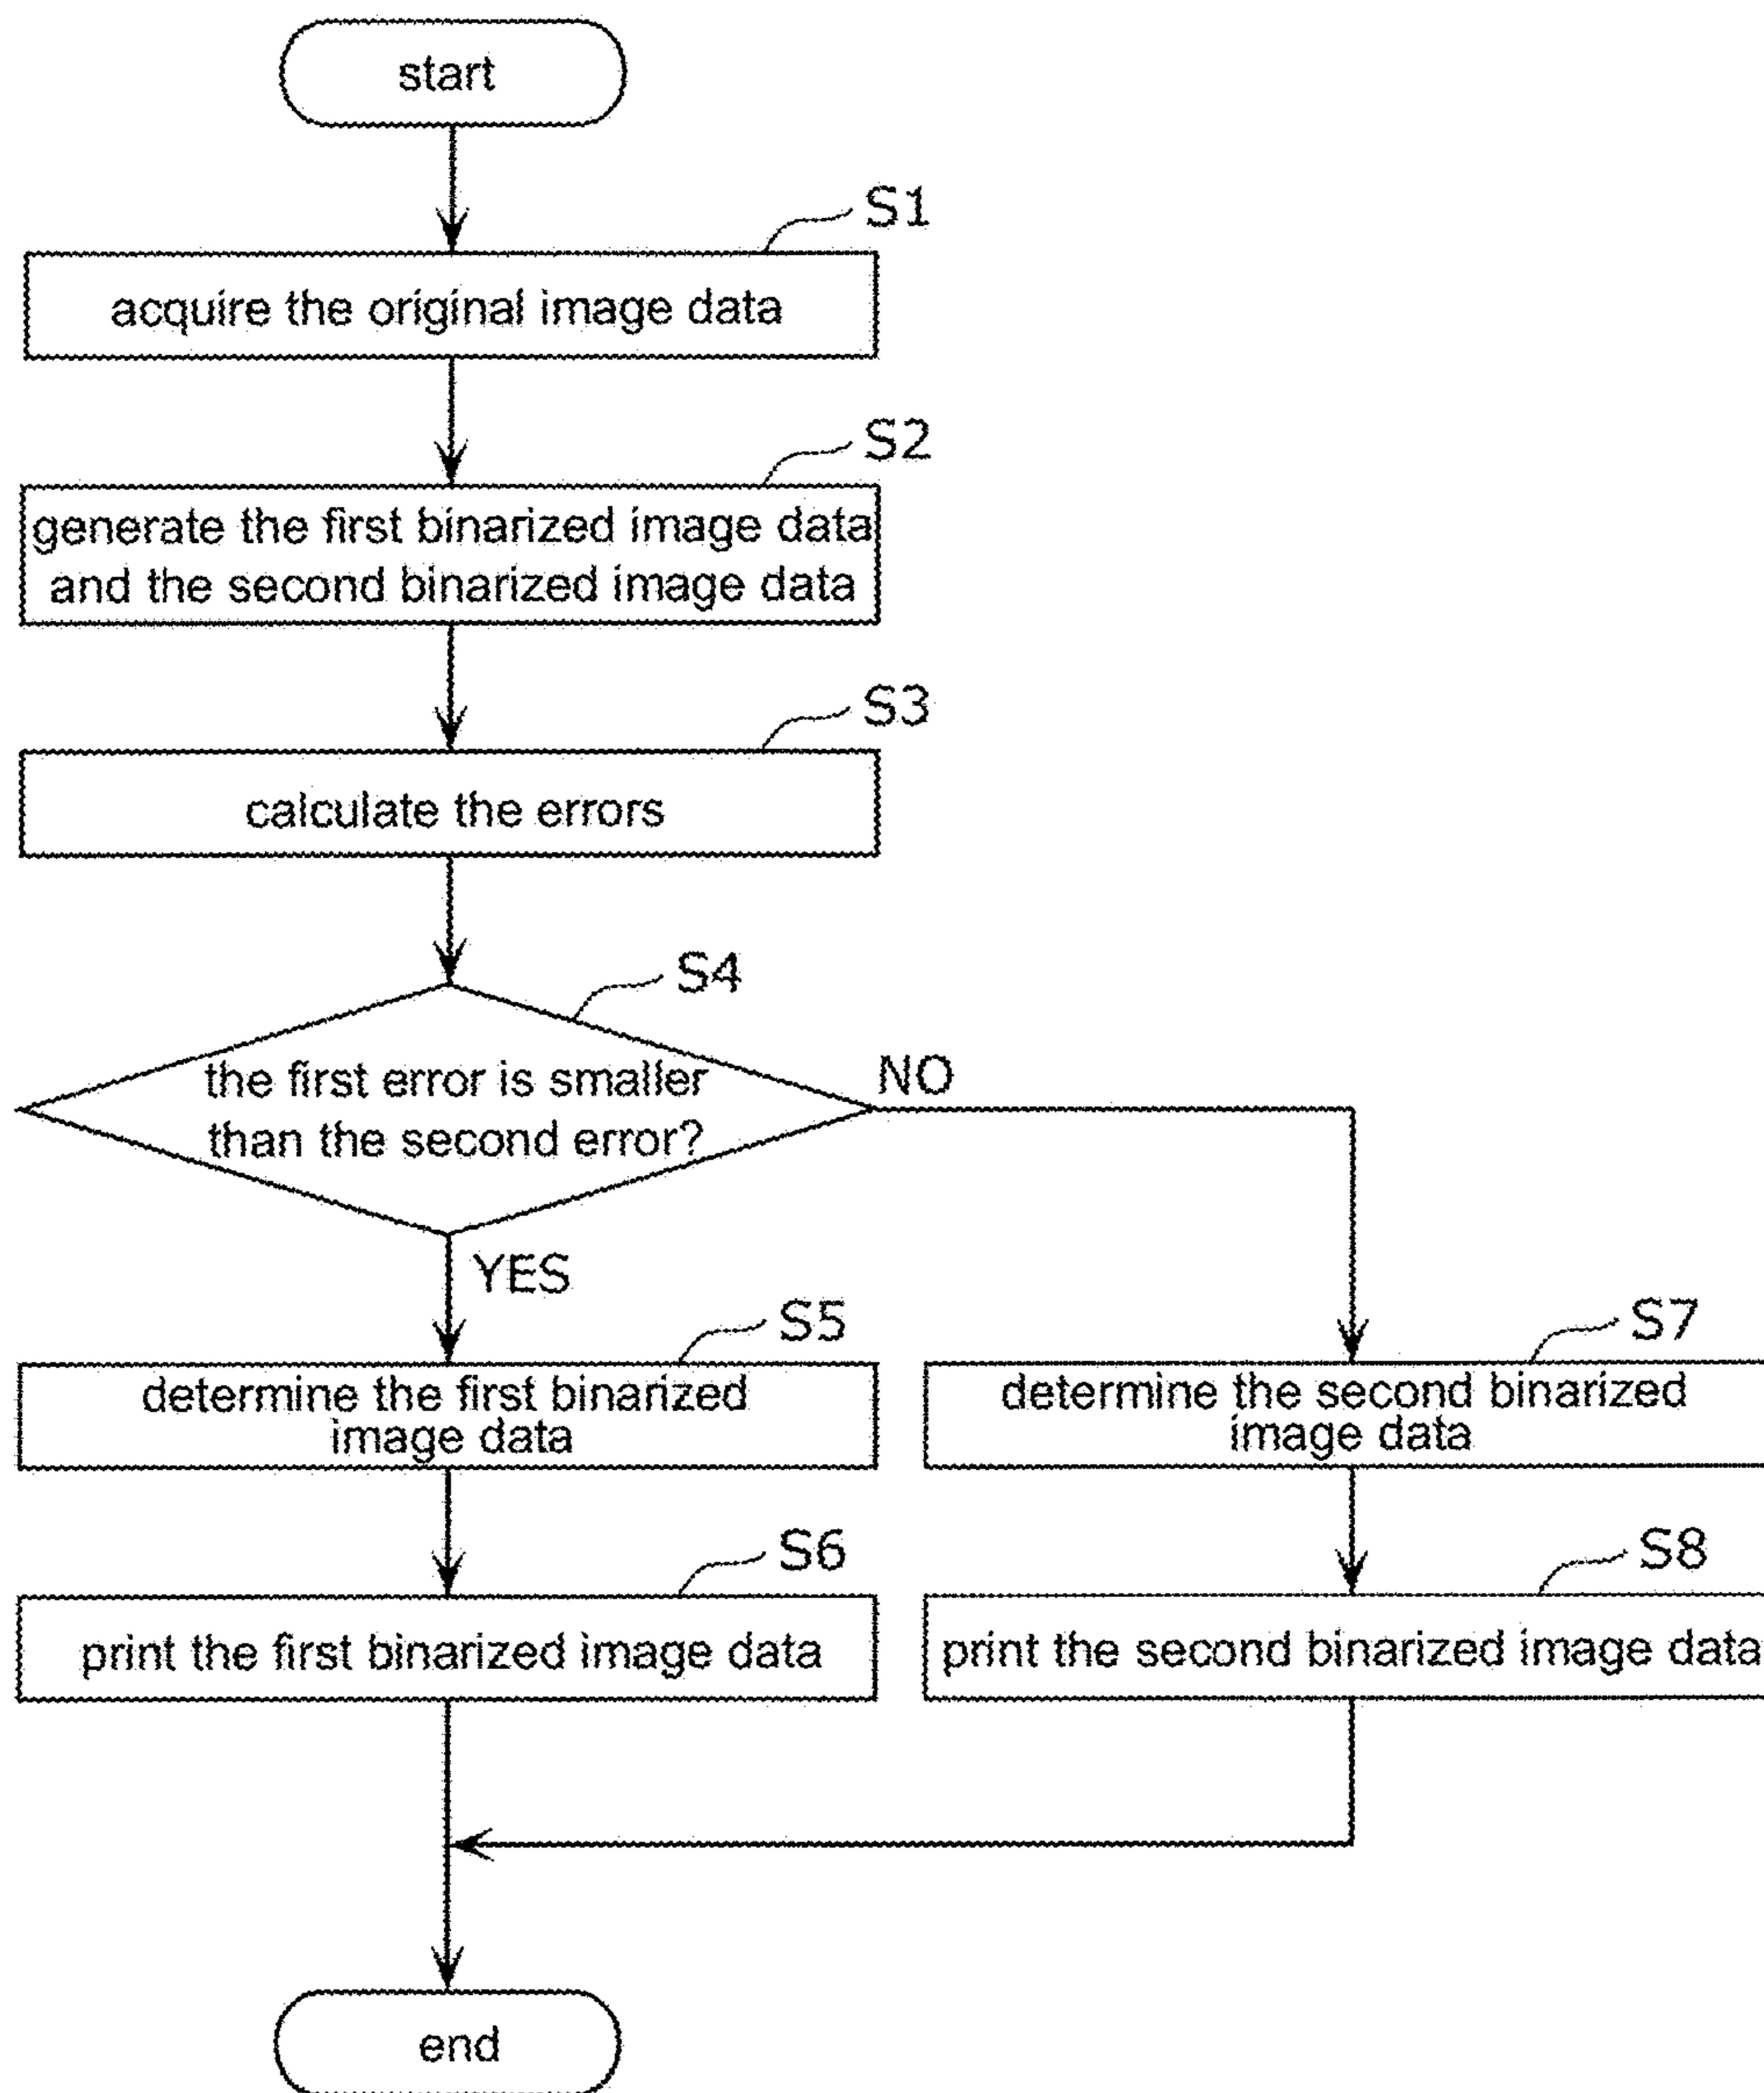 start
S1
acquire the original image data
S2
generate the first binarized image data
and the second binarized image data
S3
calculate the errors
S4
the first error is smaller
than the second error?
NO
YES
S5
determine the first binarized
image data
S7
determine the second binarized
image data
S6
print the first binarized image data
S8
print the second binarized image data
end